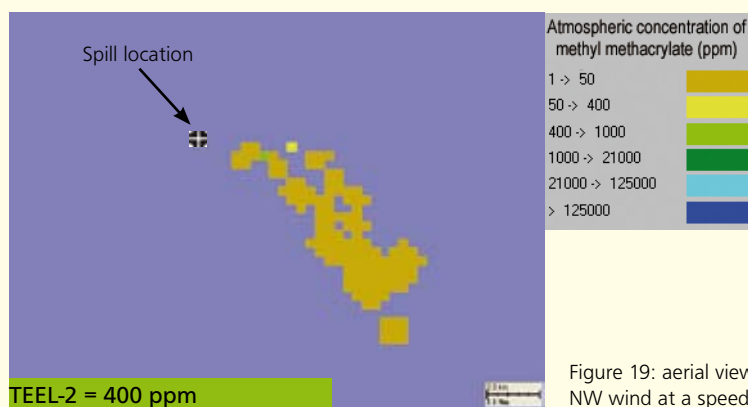 Spill location
TEEL-2 = 400 ppm
Atmospheric concentration of
methyl methacrylate (ppm)
1 -> 50
50 -> 400
400 -> 1000
1000 -> 21000
21000 -> 125000
> 125000
Figure 19: aerial view
NW wind at a speed